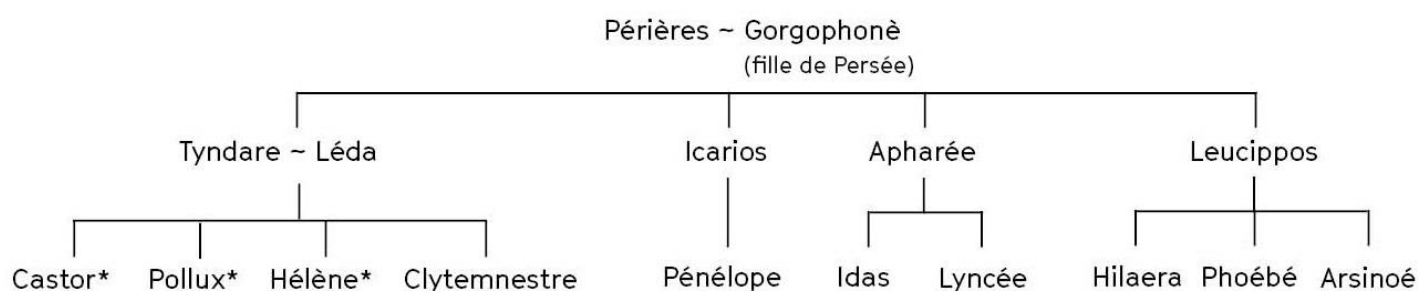 Périères ~ Gorgophonè
(fille de Persée)
Tyndare ~ Léda Icarios Apharée Leucippos
Castor* Pollux* Hélène* Clytemnestre Pénélope Idas Lyncée Hilaera Phoébé Arsinoé